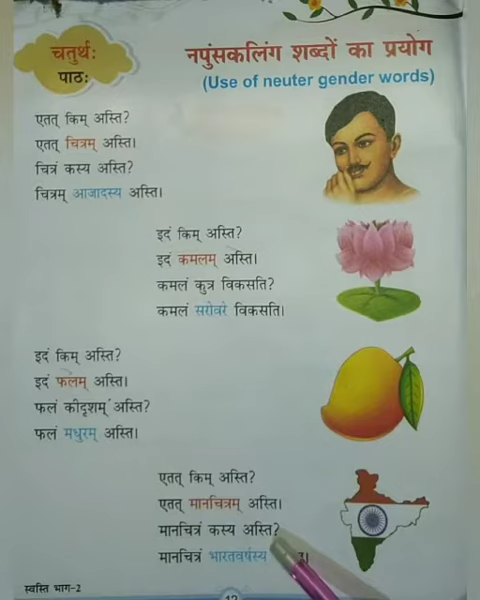 चतुर्थः
पाठः
नपुंसकलिंग शब्दों का प्रयोग
(Use of neuter gender words)
एतत् किम् अस्ति?
एतत् चित्रम् अस्ति।
चित्रं कस्य अस्ति?
चित्रम् आजादस्य अस्ति।
इदं किम् अस्ति?
इदं कमलम् अस्ति।
कमलं कुत्र विकसति?
कमलं सरोवरे विकसति।
इदं किम् अस्ति?
इदं फलम् अस्ति।
फलं कीदृशम् अस्ति?
फलं मधुरम् अस्ति।
एतत् किम् अस्ति?
एतत् मानचित्रम् अस्ति।
मानचित्रं कस्य अस्ति?
मानचित्रं भारतवर्षस्य
स्वस्ति भाग-2